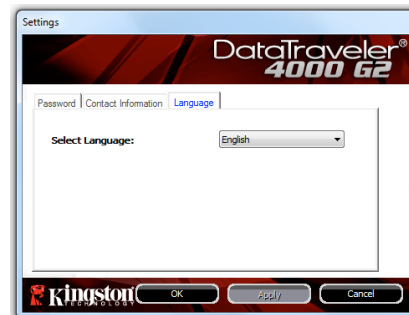 Settings
DataTraveler®
4000 G2
Password Contact Information Language
Select Language: English
Kingston OK Apply Cancel
TECHNOLOGY